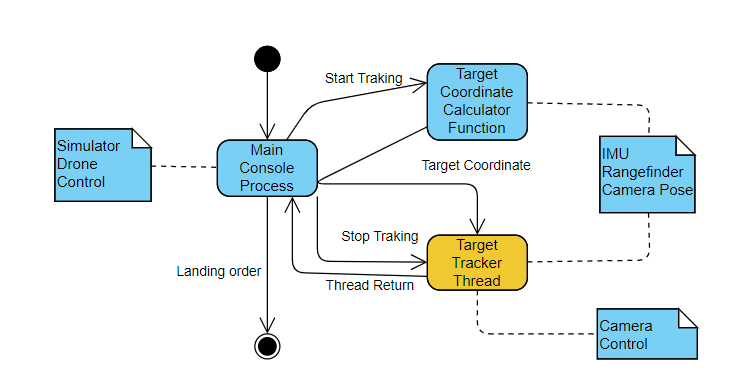 Start Traking
Target
Coordinate
Calculator
Function
Simulator
Drone
Control
Main
Console
Process
IMU
Rangefinder
Camera Pose
Target Coordinate
Stop Traking
Target
Tracker
Thread
Landing order
Thread Return
Camera
Control